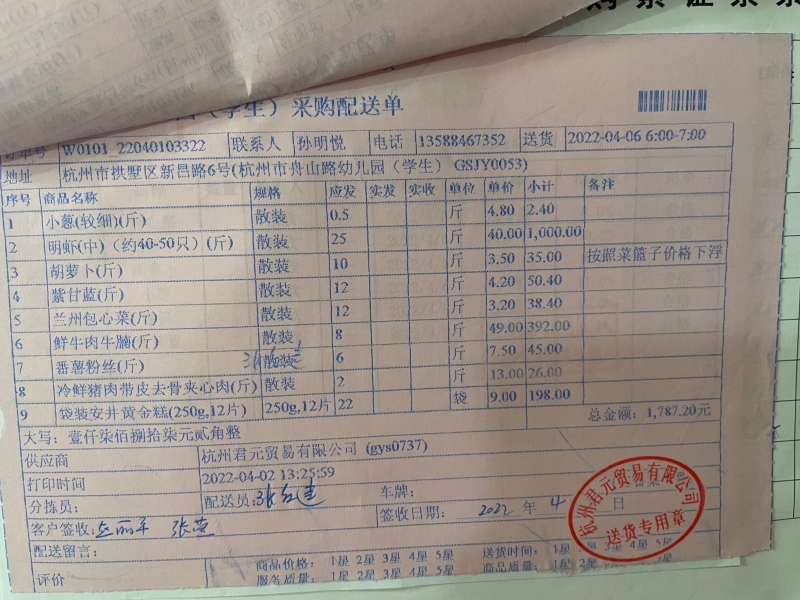 （学生）采购配送单
W0101_22040103322 联系人 孙明悦 电话 13588467352 送货 2022-04-06 6:00-7:00
地址 杭州市拱墅区新昌路6号(杭州市舟山路幼儿园（学生） GSJY0053)
序号 商品名称 规格 应发 实发 实收 单位 单价 小计 备注
1 小葱(较细)(斤) 散装 0.5 斤 4.80 2.40
2 明虾(中)（约40-50只）(斤) 散装 25 斤 40.00 1,000.00
3 胡萝卜(斤) 散装 10 斤 3.50 35.00 按照菜篮子价格下浮
4 紫甘蓝(斤) 散装 12 斤 4.20 50.40
5 兰州包心菜(斤) 散装 12 斤 3.20 38.40
6 鲜牛肉牛腩(斤) 散装 8 斤 49.00 392.00
7 番薯粉丝(斤) 散装 6 斤 7.50 45.00
8 冷鲜猪肉带皮去骨夹心肉(斤) 散装 2 斤 13.00 26.00
9 袋装安井黄金糕(250g,12片) 250g,12片 22 袋 9.00 198.00
总金额：1,787.20元
大写：壹仟柒佰捌拾柒元贰角整
供应商 杭州君元贸易有限公司 (gys0737)
打印时间 2022-04-02 13:25:59
分拣员： 配送员: 张红达 车牌：
客户签收: 张燕 签收日期： 2022 年 4 日
杭州君元贸易有限公司
送货专用章
配送留言：
评价 商品价格： 1星 2星 3星 4星 5星 送货时间： 1星 2星 3星 4星 5星
服务质量： 1星 2星 3星 4星 5星 商品质量： 1星 2星 3星 4星 5星